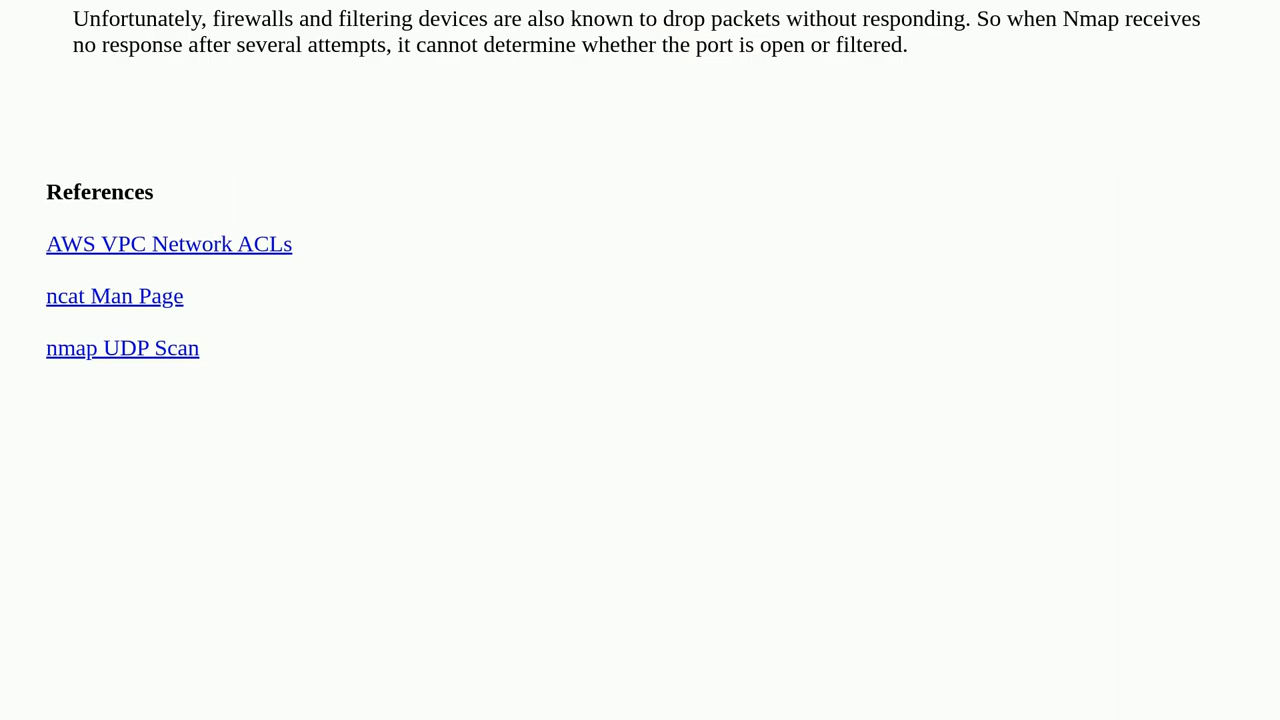 Unfortunately, firewalls and filtering devices are also known to drop packets without responding. So when Nmap receives
no response after several attempts, it cannot determine whether the port is open or filtered.
References
AWS VPC Network ACLs
ncat Man Page
nmap UDP Scan